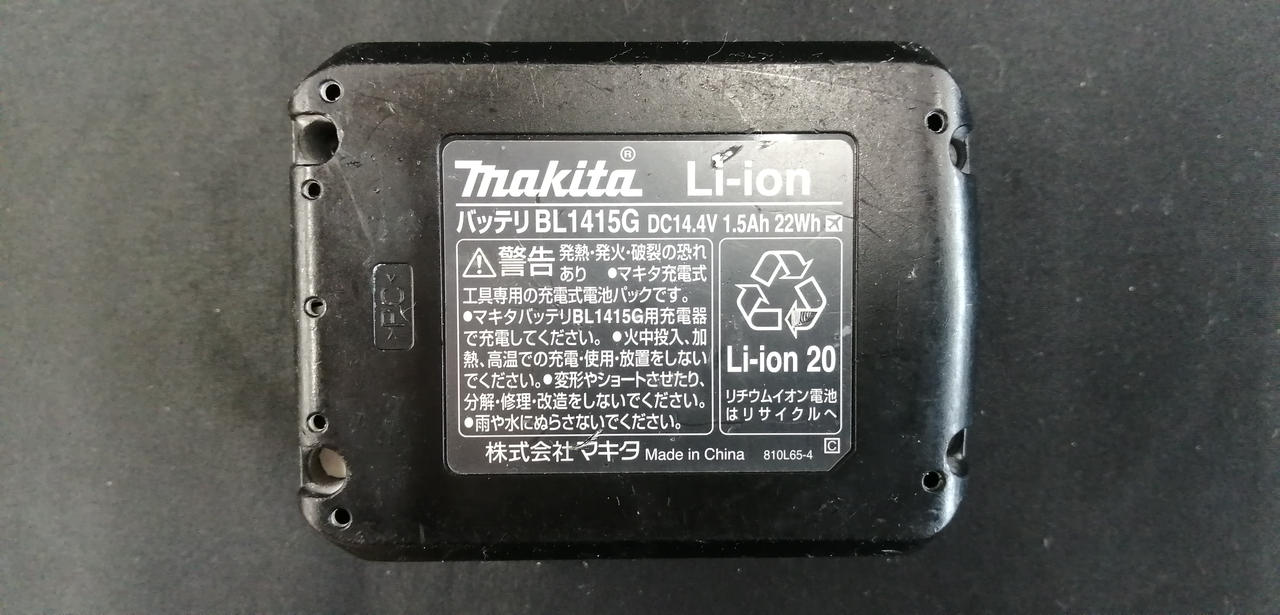 makita® Li-ion
バッテリ BL1415G DC14.4V 1.5Ah 22Wh
警告 発熱・発火・破裂の恐れ
あり ●マキタ充電式
工具専用の充電式電池パックです。
●マキタバッテリBL1415G用充電器
で充電してください。●火中投入、加
熱、高温での充電・使用・放置をしない
でください。●変形やショートさせたり、
分解・修理・改造をしないでください。
●雨や水にぬらさないでください。
Li-ion 20
リチウムイオン電池
はリサイクルへ
株式会社 マキタ Made in China 810L65-4 C
>PC<